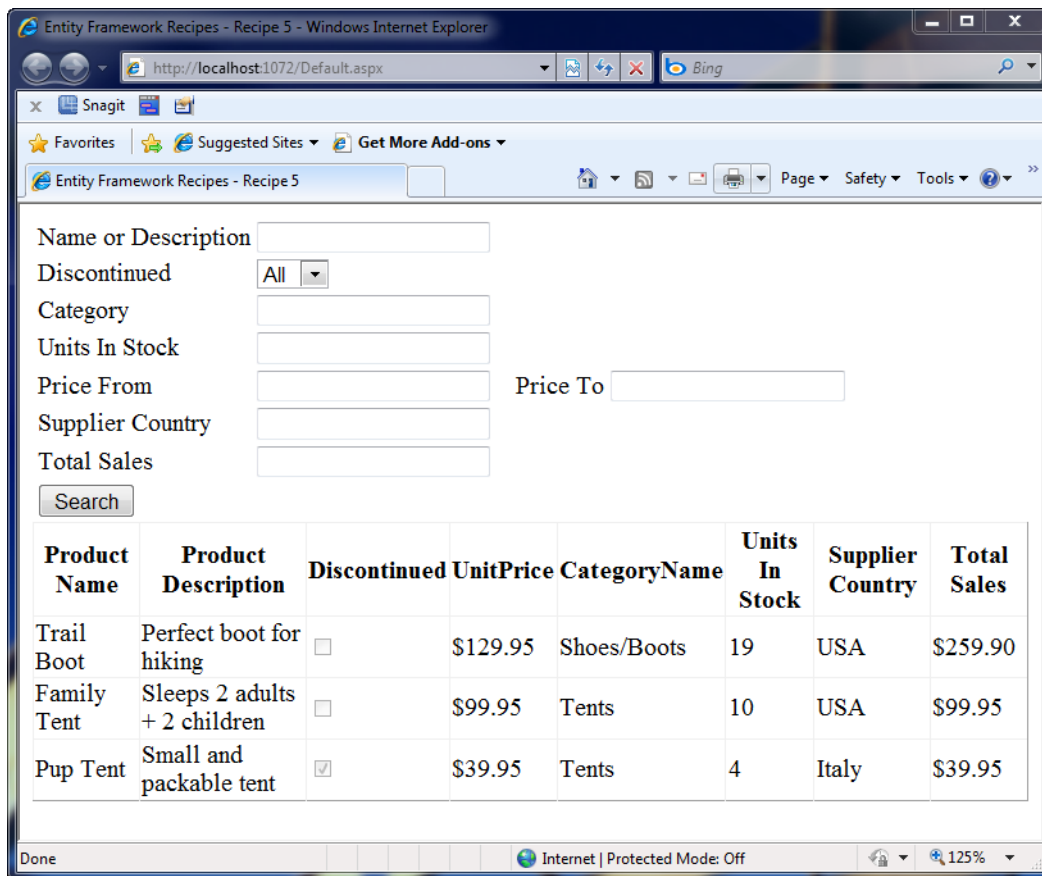 Entity Framework Recipes - Recipe 5 - Windows Internet Explorer
http://localhost:1072/Default.aspx
Bing
x Snagit
Favorites Suggested Sites Get More Add-ons
Entity Framework Recipes - Recipe 5 Page Safety Tools
Name or Description
Discontinued All
Category
Units In Stock
Price From Price To
Supplier Country
Total Sales
Search
Product Name Product Description Discontinued UnitPrice CategoryName Units In Stock Supplier Country Total Sales
Trail Boot Perfect boot for hiking $129.95 Shoes/Boots 19 USA $259.90
Family Tent Sleeps 2 adults + 2 children $99.95 Tents 10 USA $99.95
Pup Tent Small and packable tent $39.95 Tents 4 Italy $39.95
Done Internet | Protected Mode: Off 125%